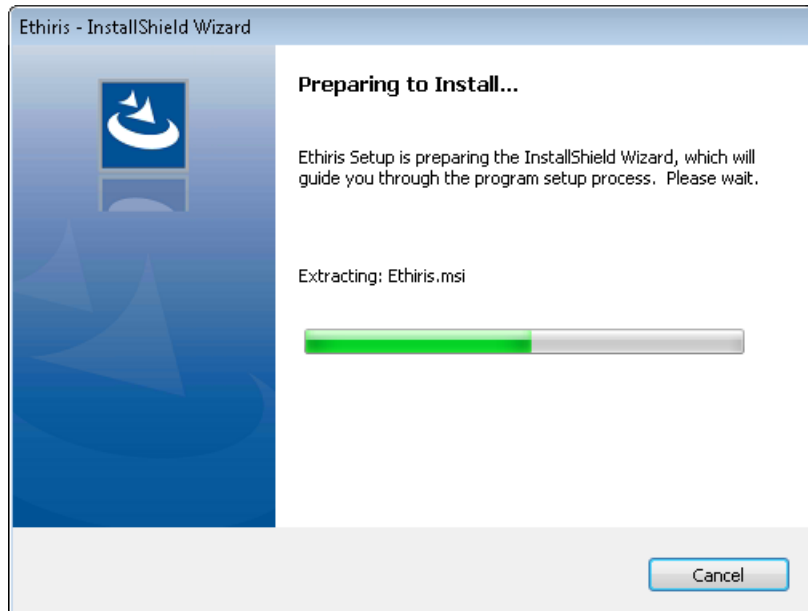 Ethiris - InstallShield Wizard
Preparing to Install...
Ethiris Setup is preparing the InstallShield Wizard, which will
guide you through the program setup process.  Please wait.
Extracting: Ethiris.msi
Cancel